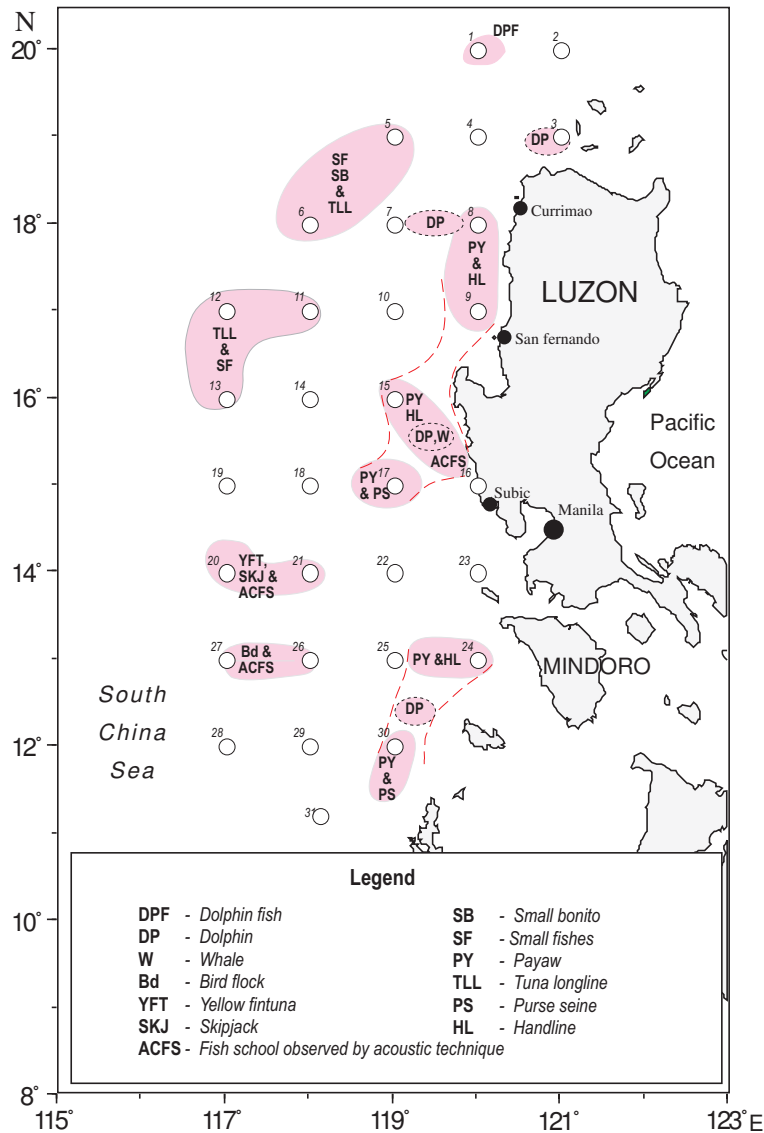 N
20°
18°
16°
14°
12°
10°
8°
1
DPF
2
5
4
3
DP
SF
SB
&
TLL
6
7
DP
8
Currimao
PY
&
HL
LUZON
12
11
10
9
San fernando
TLL
&
SF
13
14
15
PY
HL
DP,W
ACFS
Pacific
Ocean
19
18
PY
& PS
17
16
Subic
Manila
20
YFT,
SKJ &
ACFS
21
22
23
27
Bd &
ACFS
26
25
PY &HL
24
MINDORO
South
China
Sea
DP
28
29
30
PY
&
PS
31
Legend
DPF - Dolphin fish
DP - Dolphin
W - Whale
Bd - Bird flock
YFT - Yellow fintuna
SKJ - Skipjack
ACFS - Fish school observed by acoustic technique
SB - Small bonito
SF - Small fishes
PY - Payaw
TLL - Tuna longline
PS - Purse seine
HL - Handline
115° 117° 119° 121° 123° E